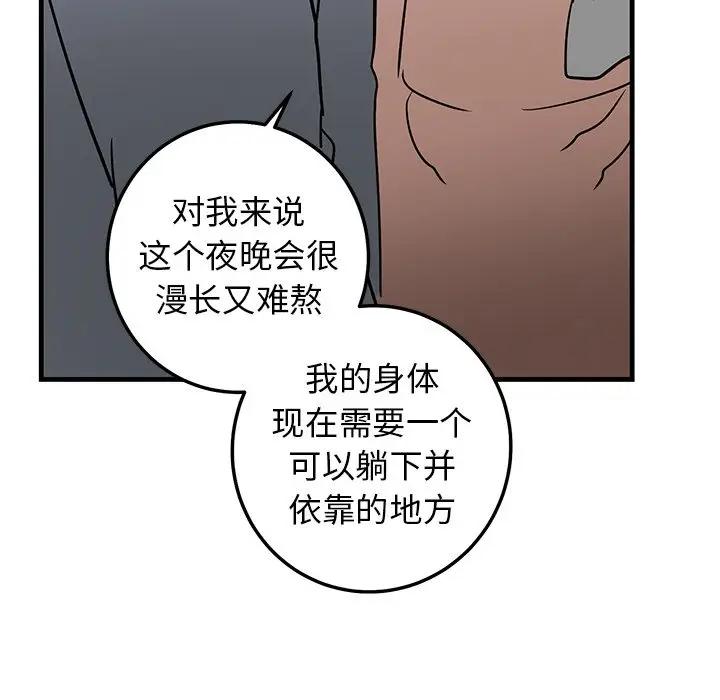 对我来说
这个夜晚会很
漫长又难熬
我的身体
现在需要一个
可以躺下并
依靠的地方